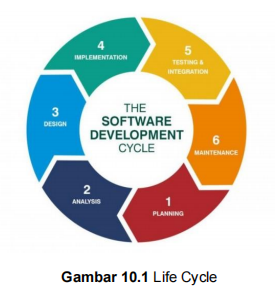 4
IMPLEMENTATION
5
TESTING &
INTEGRATION
3
DESIGN
THE
SOFTWARE
DEVELOPMENT
CYCLE
6
MAINTENANCE
2
ANALYSIS
1
PLANNING
Gambar 10.1 Life Cycle